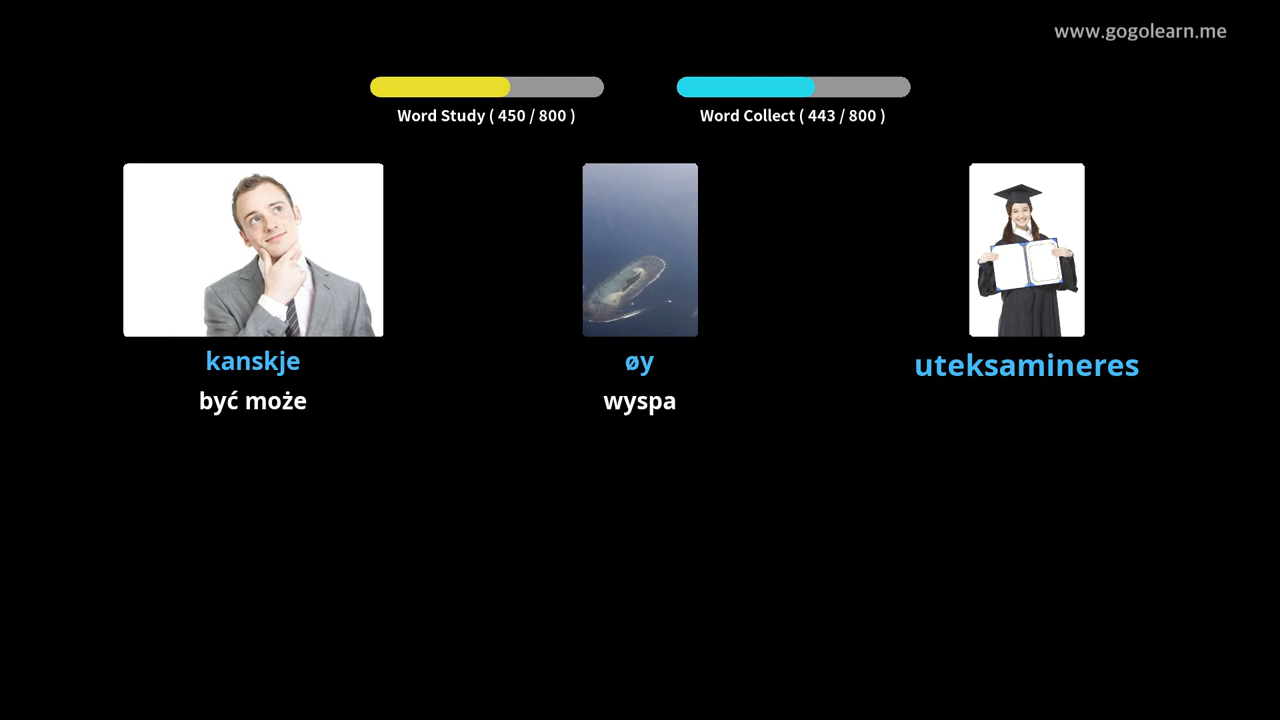 www.gogolearn.me
Word Study ( 450 / 800 )
Word Collect ( 443 / 800 )
kanskje
być może
øy
wyspa
uteksamineres